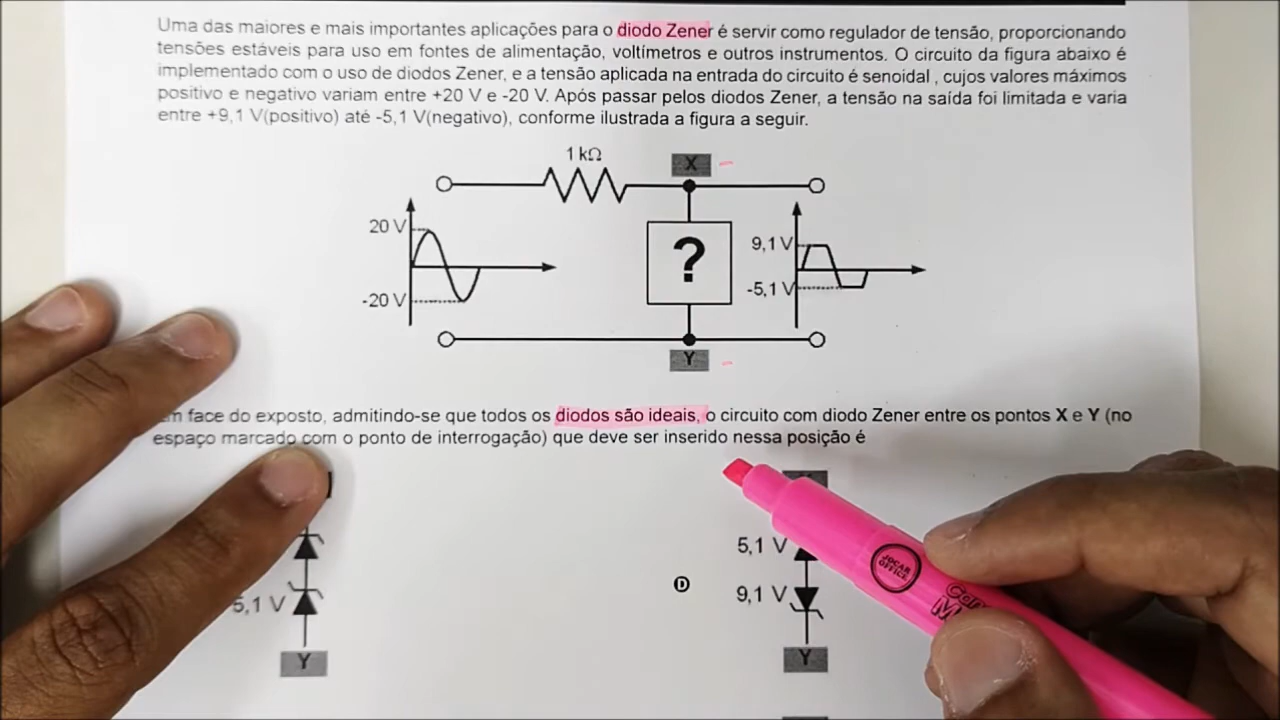 Uma das maiores e mais importantes aplicações para o diodo Zener é servir como regulador de tensão, proporcionando
tensões estáveis para uso em fontes de alimentação, voltímetros e outros instrumentos. O circuito da figura abaixo é
implementado com o uso de diodos Zener, e a tensão aplicada na entrada do circuito é senoidal , cujos valores máximos
positivo e negativo variam entre +20 V e -20 V. Após passar pelos diodos Zener, a tensão na saída foi limitada e varia
entre +9,1 V(positivo) até -5,1 V(negativo), conforme ilustrada a figura a seguir.
1 kΩ
X
20 V
9,1 V
?
-5,1 V
-20 V
Y
face do exposto, admitindo-se que todos os diodos são ideais, o circuito com diodo Zener entre os pontos X e Y (no
espaço marcado com o ponto de interrogação) que deve ser inserido nessa posição é
5,1 V
D
9,1 V
5,1 V
Y
Y
JOCAR
OFFICE